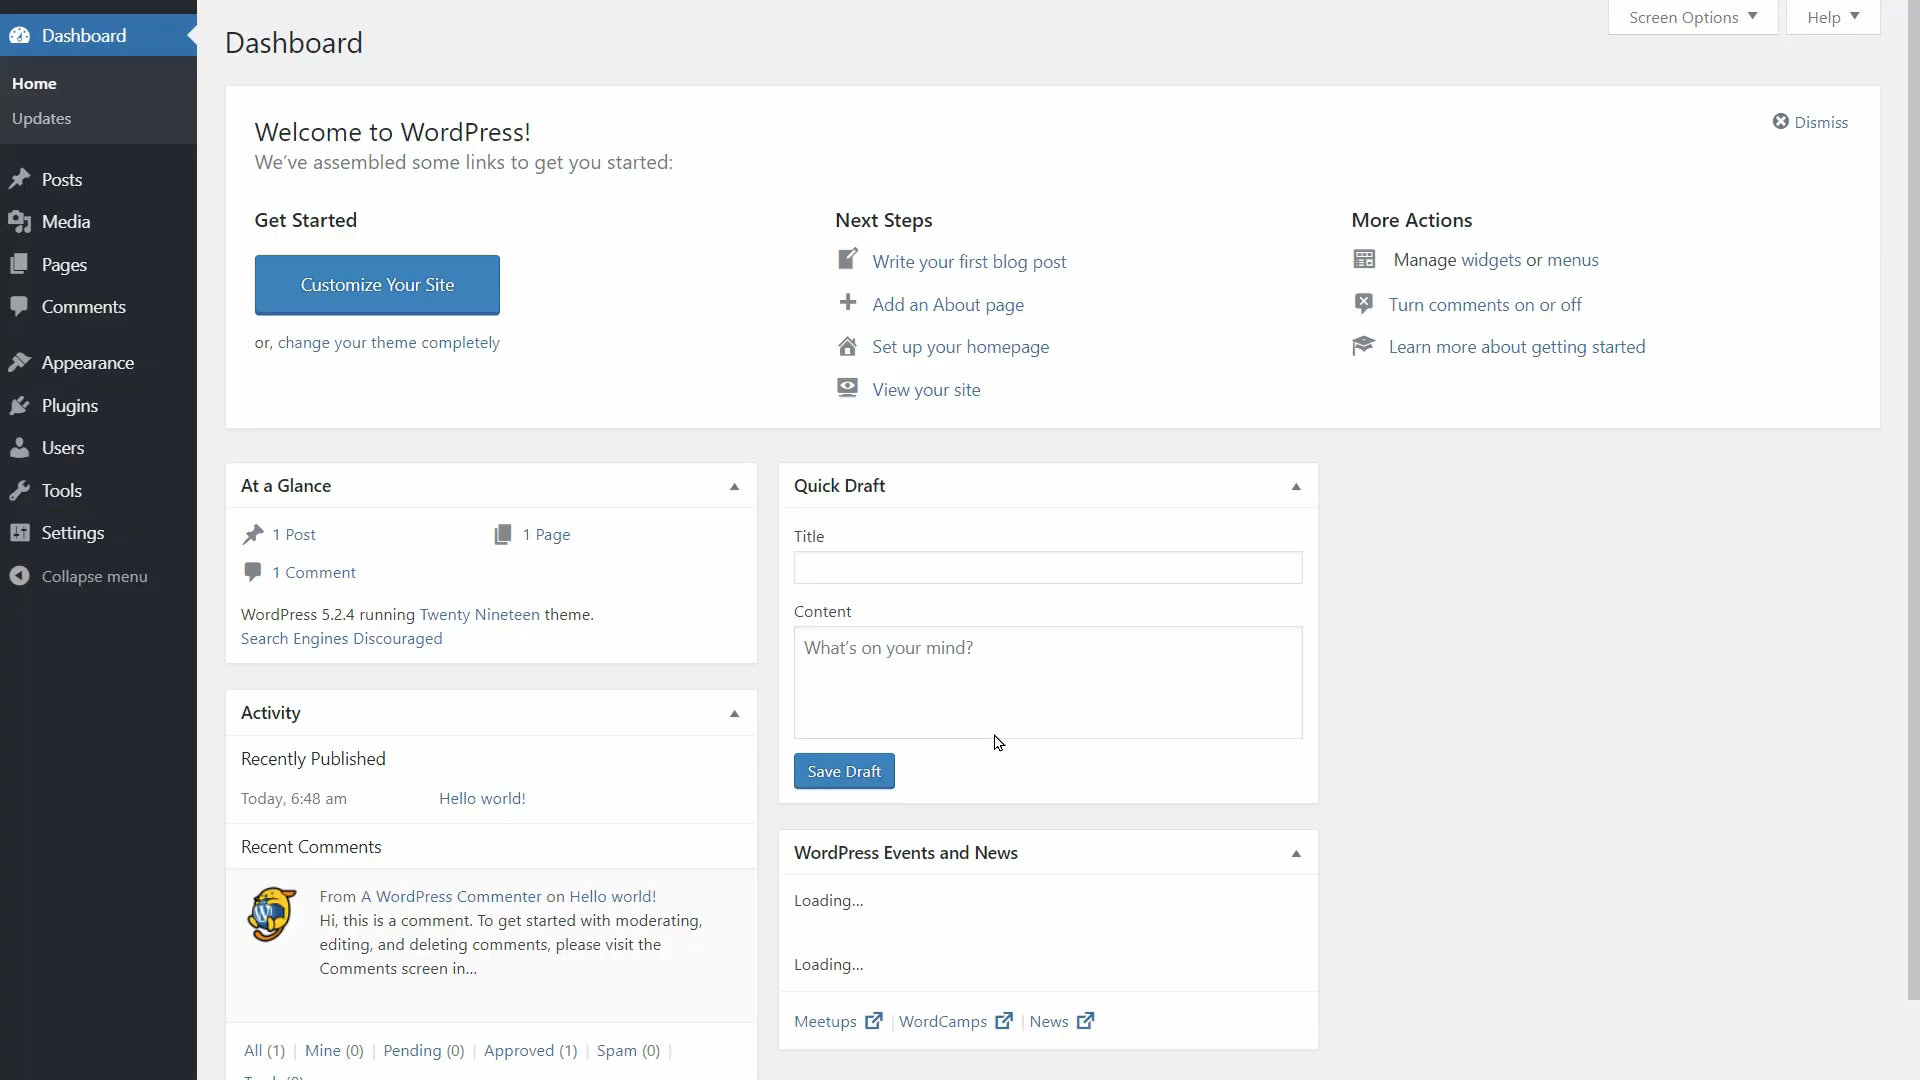 Dashboard
Home
Updates
Posts
Media
Pages
Comments
Appearance
Plugins
Users
Tools
Settings
Collapse menu
Screen Options
Help
Dashboard
Welcome to WordPress!
We've assembled some links to get you started:
Dismiss
Get Started
Customize Your Site
or, change your theme completely
Next Steps
Write your first blog post
Add an About page
Set up your homepage
View your site
More Actions
Manage widgets or menus
Turn comments on or off
Learn more about getting started
At a Glance
1 Post
1 Page
1 Comment
WordPress 5.2.4 running Twenty Nineteen theme.
Search Engines Discouraged
Activity
Recently Published
Today, 6:48 am
Hello world!
Recent Comments
From A WordPress Commenter on Hello world!
Hi, this is a comment. To get started with moderating,
editing, and deleting comments, please visit the
Comments screen in...
All (1) | Mine (0) | Pending (0) | Approved (1) | Spam (0) |
Quick Draft
Title
Content
What's on your mind?
Save Draft
WordPress Events and News
Loading...
Loading...
Meetups | WordCamps | News